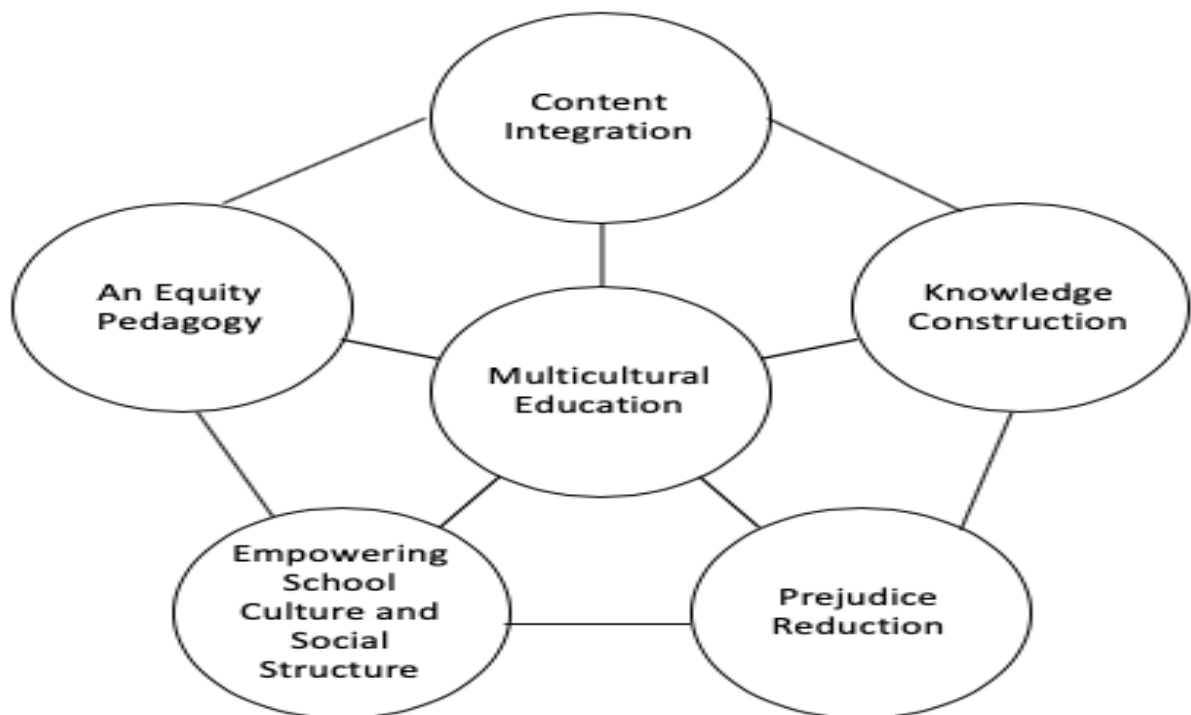 Content
Integration
An Equity
Pedagogy
Knowledge
Construction
Multicultural
Education
Empowering
School
Culture and
Social
Structure
Prejudice
Reduction